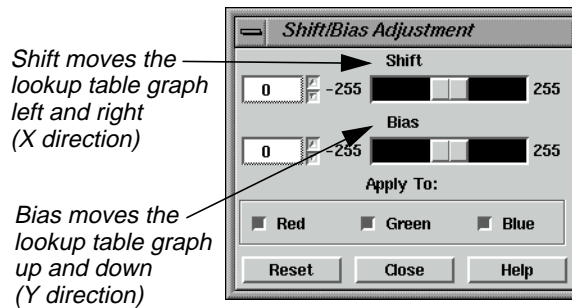 Shift/Bias Adjustment
Shift moves the
lookup table graph
left and right
(X direction)
Shift
0 -255 255
Bias
0 -255 255
Apply To:
Bias moves the
lookup table graph
up and down
(Y direction)
Red Green Blue
Reset Close Help